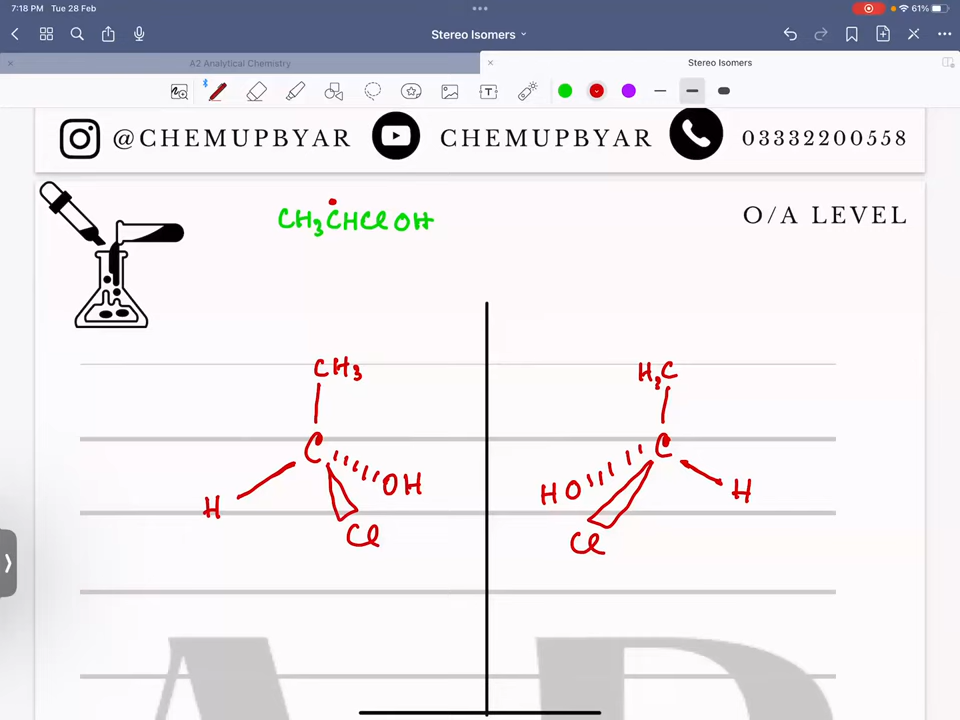 7:18 PM Tue 28 Feb
61%
Stereo Isomers
A2 Analytical Chemistry
Stereo Isomers
T
@CHEMUPBYAR CHEMUPBYAR 03332200558
O/A LEVEL
CH₃ĊHClOH
CH₃ H₃C
C C
OH HO
H H
Cl Cl